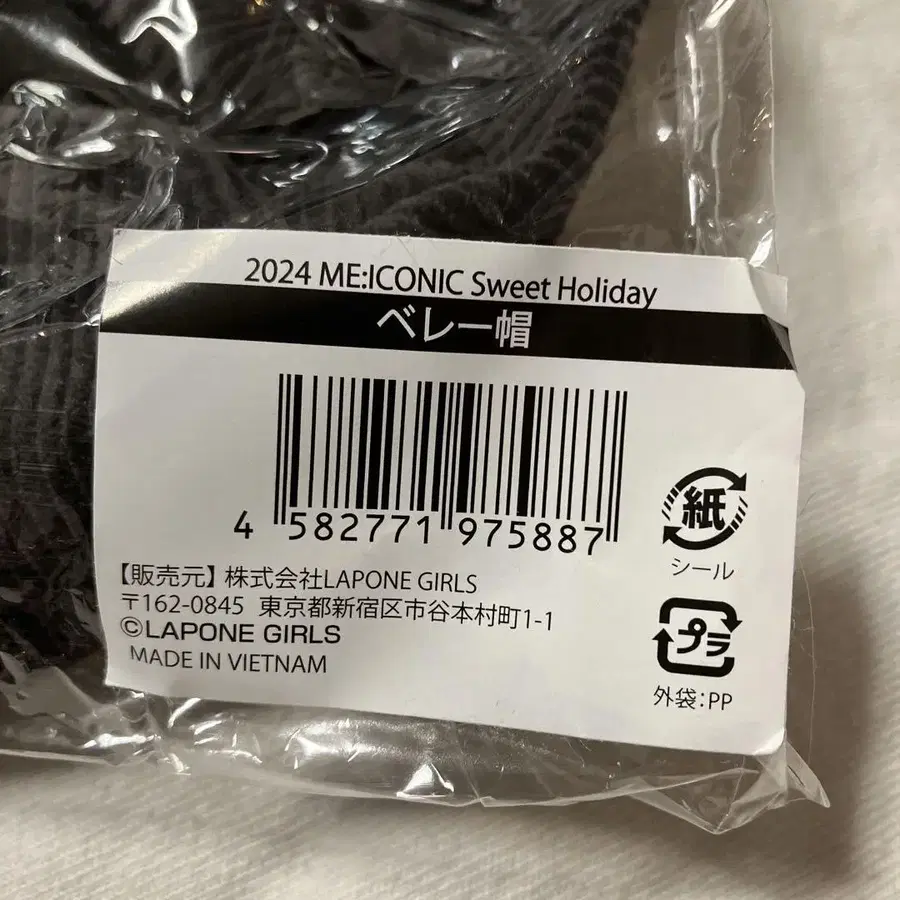 2024 ME:ICONIC Sweet Holiday
ベレー帽
4 582771 975887
【販売元】株式会社LAPONE GIRLS
〒162-0845 東京都新宿区市谷本村町1-1
©LAPONE GIRLS
MADE IN VIETNAM
紙
シール
プラ
外袋:PP